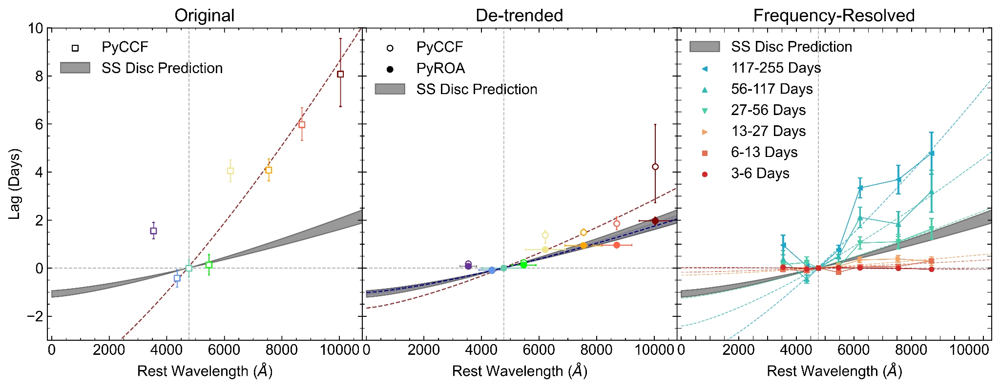 Original
De-trended
Frequency-Resolved
Lag (Days)
10
8
6
4
2
0
−2
PyCCF
SS Disc Prediction
0
2000
4000
6000
8000
10000
Rest Wavelength (Å)
PyCCF
PyROA
SS Disc Prediction
0
2000
4000
6000
8000
10000
Rest Wavelength (Å)
SS Disc Prediction
117-255 Days
56-117 Days
27-56 Days
13-27 Days
6-13 Days
3-6 Days
0
2000
4000
6000
8000
10000
Rest Wavelength (Å)